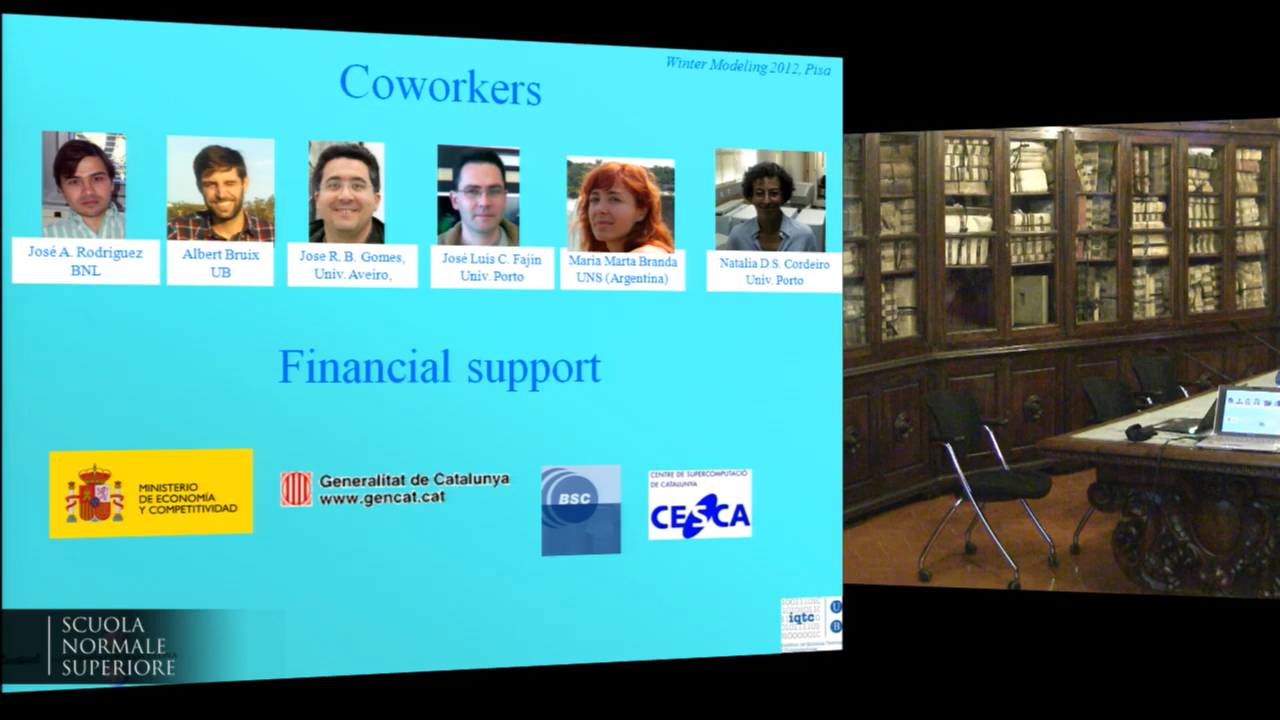 Winter Modeling 2012, Pisa
Coworkers
José A. Rodriguez
BNL
Albert Bruix
UB
Jose R. B. Gomes,
Univ. Aveiro,
José Luis C. Fajin
Univ. Porto
Maria Marta Branda
UNS (Argentina)
Natalia D.S. Cordeiro
Univ. Porto
Financial support
MINISTERIO
DE ECONOMÍA
Y COMPETITIVIDAD
Generalitat de Catalunya
www.gencat.cat
BSC
CENTRE DE SUPERCOMPUTACIÓ
DE CATALUNYA
CESCA
iqtc
U
B
SCUOLA
NORMALE
SUPERIORE